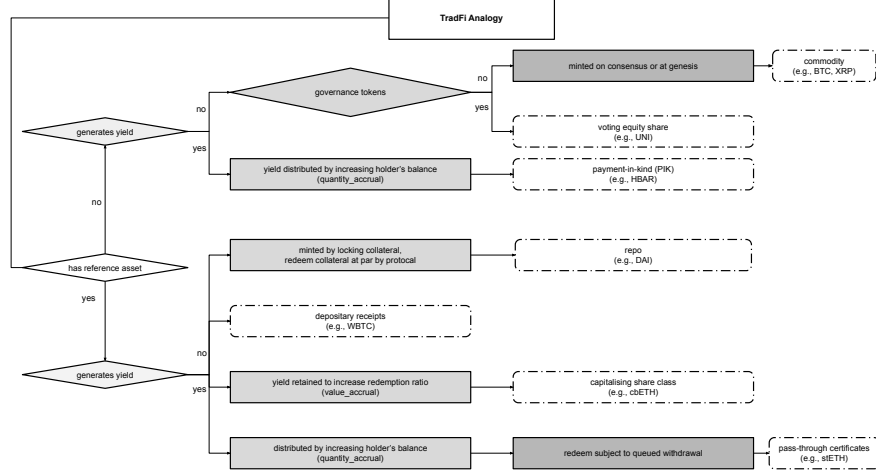 TradFi Analogy
no
minted on consensus or at genesis
commodity
(e.g., BTC, XRP)
governance tokens
yes
no
voting equity share
(e.g., UNI)
generates yield
yes
yield distributed by increasing holder's balance
(quantity_accrual)
payment-in-kind (PIK)
(e.g., HBAR)
no
minted by locking collateral,
redeem collateral at par by protocal
repo
(e.g., DAI)
has reference asset
yes
depositary receipts
(e.g., WBTC)
no
generates yield
yes
yield retained to increase redemption ratio
(value_accrual)
capitalising share class
(e.g., cbETH)
distributed by increasing holder's balance
(quantity_accrual)
redeem subject to queued withdrawal
pass-through certificates
(e.g., stETH)